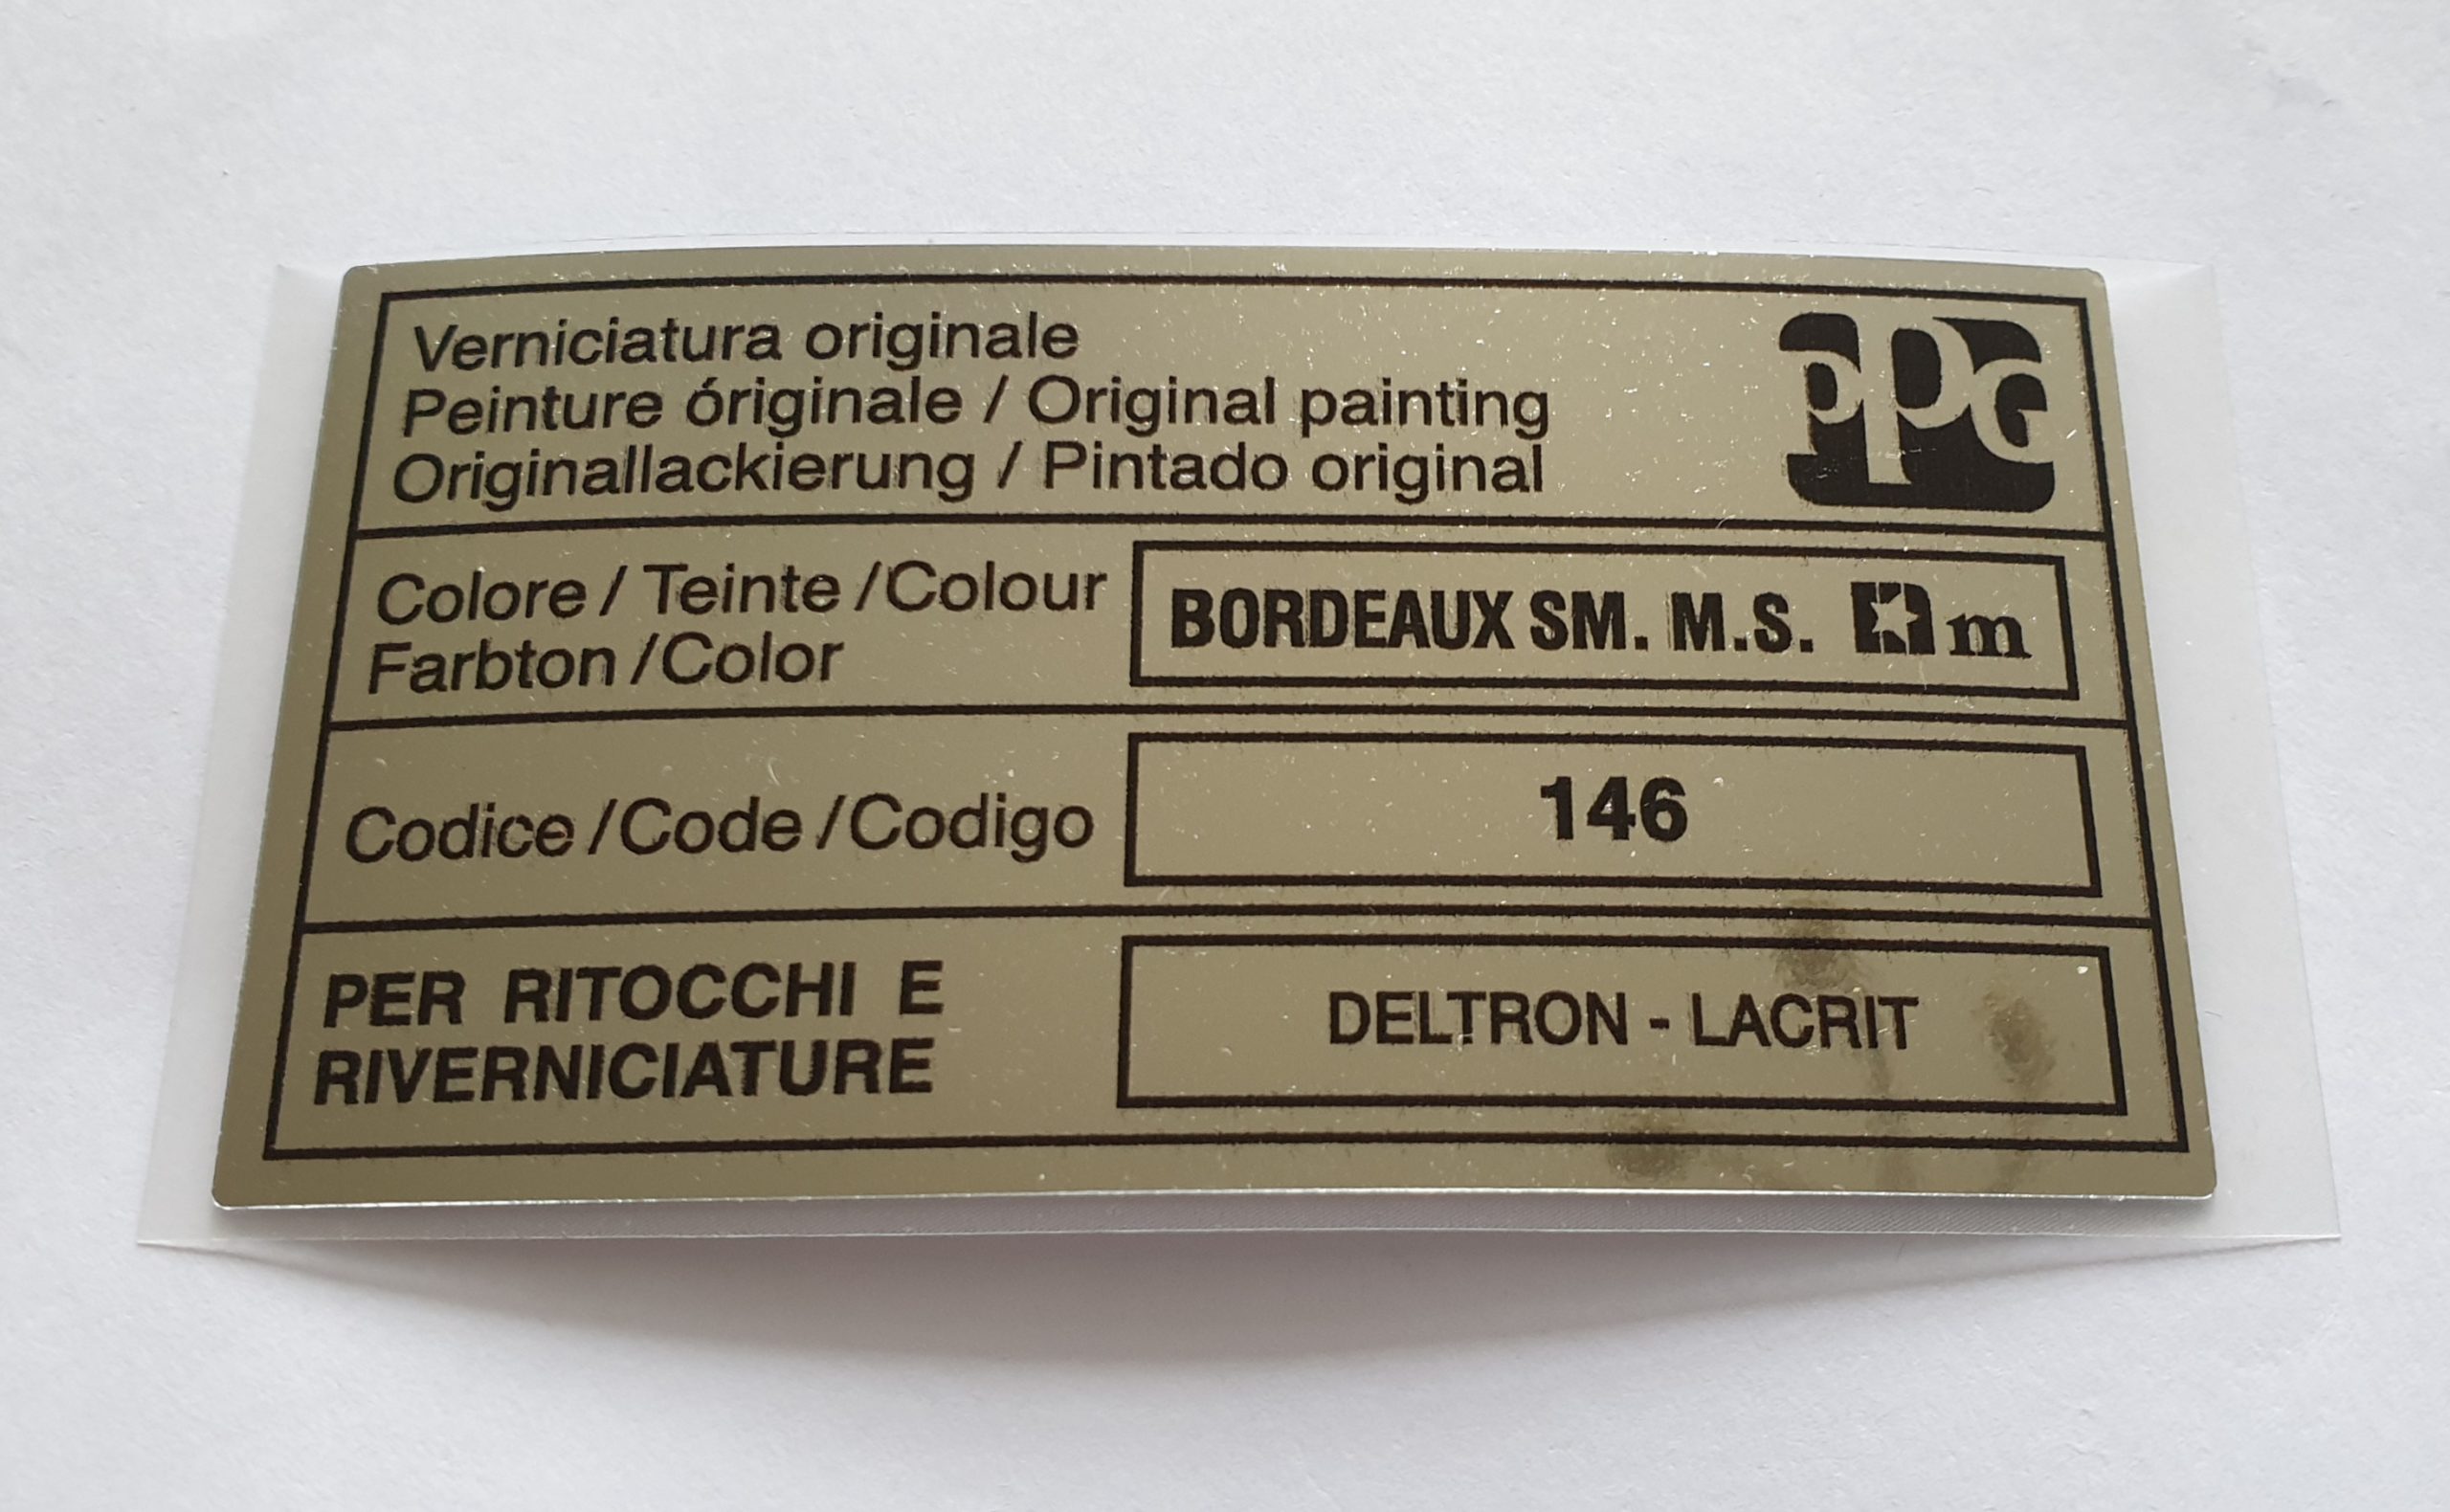 Verniciatura originale
PPG
Peinture óriginale / Original painting
Originallackierung / Pintado original
Colore / Teinte /Colour
Farbton /Color
BORDEAUX SM. M.S. m
Codice /Code /Codigo
146
PER RITOCCHI E
RIVERNICIATURE
DELTRON - LACRIT